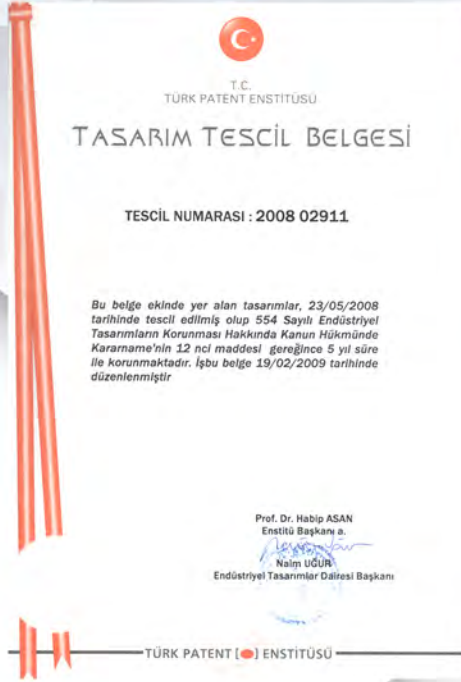 T.C.
TÜRK PATENT ENSTİTÜSÜ
TASARIM TESCİL BELGESİ
TESCİL NUMARASI : 2008 02911
Bu belge ekinde yer alan tasarımlar, 23/05/2008
tarihinde tescil edilmiş olup 554 Sayılı Endüstriyel
Tasarımların Korunması Hakkında Kanun Hükmünde
Kararname'nin 12 nci maddesi gereğince 5 yıl süre
ile korunmaktadır. İşbu belge 19/02/2009 tarihinde
düzenlenmiştir
Prof. Dr. Habip ASAN
Enstitü Başkanı a.
Naim UĞUR
Endüstriyel Tasarımlar Dairesi Başkanı
TÜRK PATENT [ ] ENSTİTÜSÜ